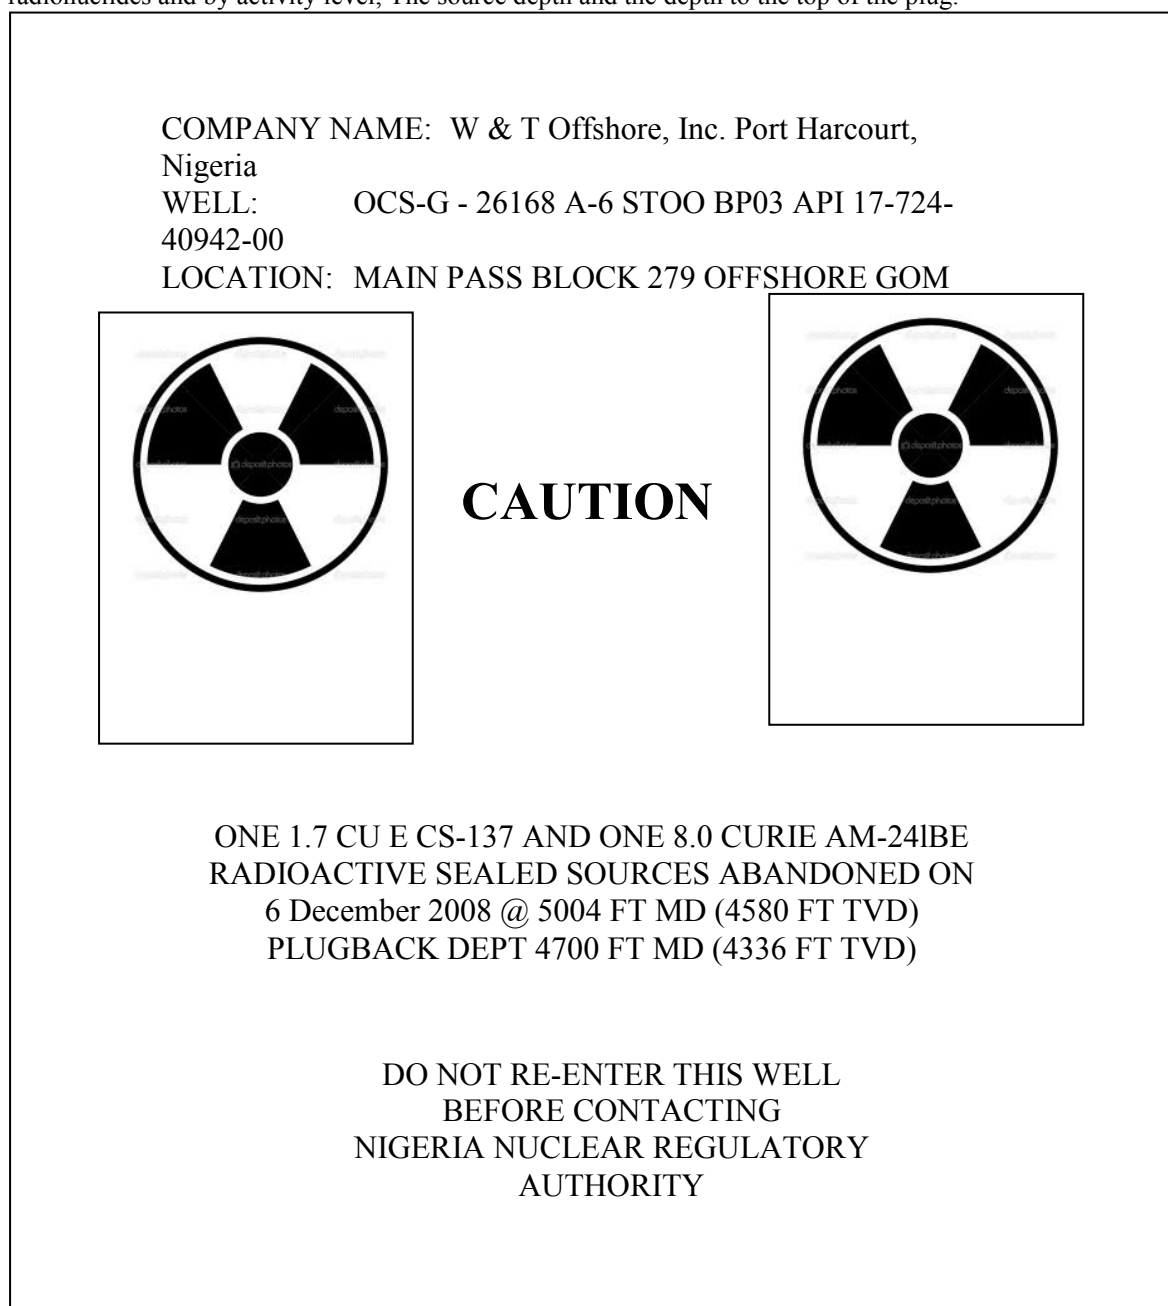 radionuclides and by activity level, The source depth and the depth to the top of the plug.
COMPANY NAME: W & T Offshore, Inc. Port Harcourt,
Nigeria
WELL: OCS-G - 26168 A-6 STOO BP03 API 17-724-
40942-00
LOCATION: MAIN PASS BLOCK 279 OFFSHORE GOM
CAUTION
ONE 1.7 CU E CS-137 AND ONE 8.0 CURIE AM-24lBE
RADIOACTIVE SEALED SOURCES ABANDONED ON
6 December 2008 @ 5004 FT MD (4580 FT TVD)
PLUGBACK DEPT 4700 FT MD (4336 FT TVD)
DO NOT RE-ENTER THIS WELL
BEFORE CONTACTING
NIGERIA NUCLEAR REGULATORY
AUTHORITY